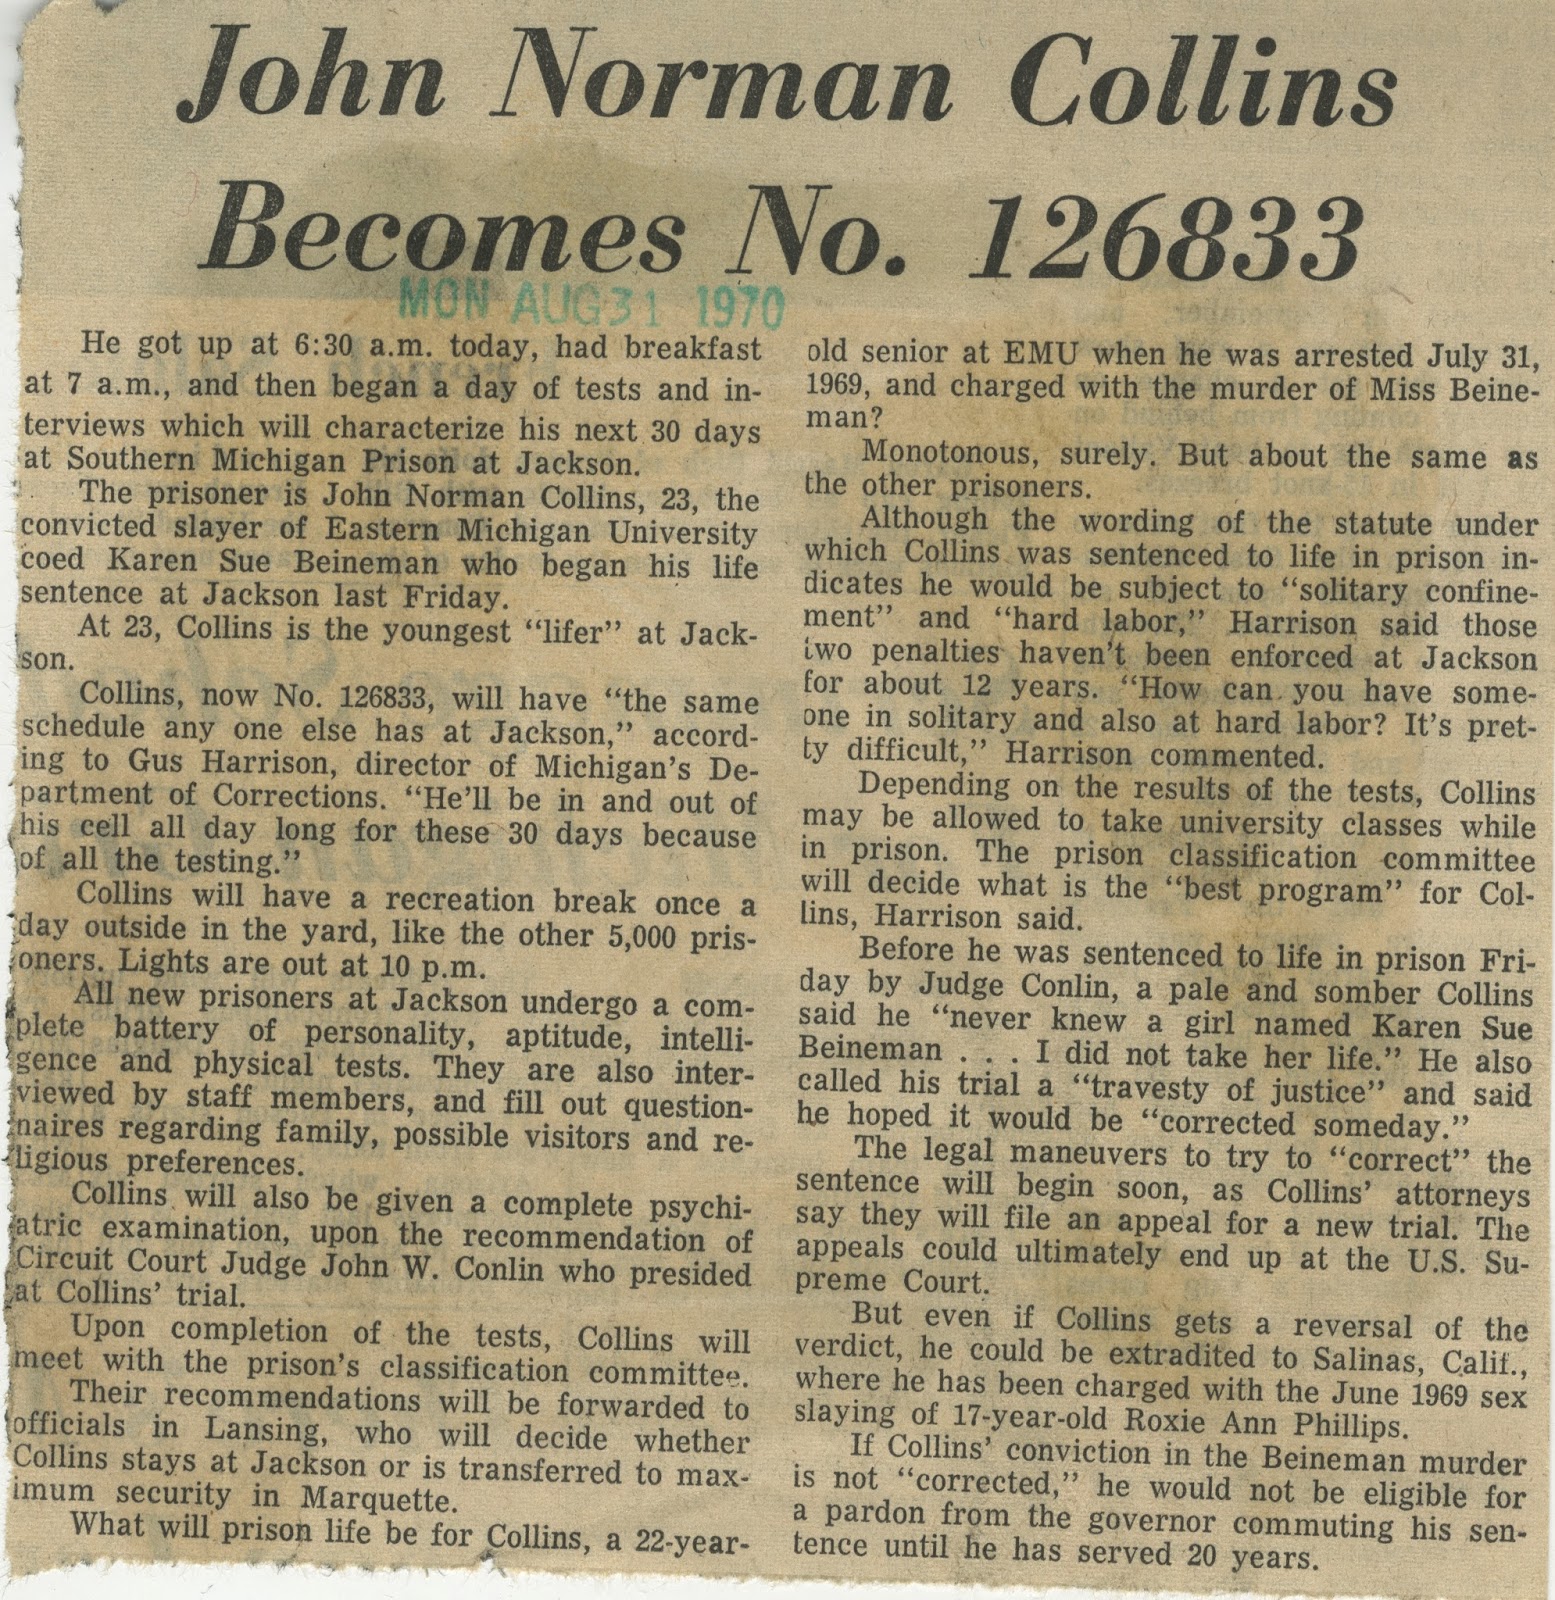 John Norman Collins
Becomes No. 126833
MON AUG 31 1970
He got up at 6:30 a.m. today, had breakfast
at 7 a.m., and then began a day of tests and in-
terviews which will characterize his next 30 days
at Southern Michigan Prison at Jackson.
The prisoner is John Norman Collins, 23, the
convicted slayer of Eastern Michigan University
coed Karen Sue Beineman who began his life
sentence at Jackson last Friday.
At 23, Collins is the youngest “lifer” at Jack-
son.
Collins, now No. 126833, will have “the same
schedule any one else has at Jackson,” accord-
ing to Gus Harrison, director of Michigan's De-
partment of Corrections. “He'll be in and out of
his cell all day long for these 30 days because
of all the testing.”
Collins will have a recreation break once a
day outside in the yard, like the other 5,000 pris-
oners. Lights are out at 10 p.m.
All new prisoners at Jackson undergo a com-
plete battery of personality, aptitude, intelli-
gence and physical tests. They are also inter-
viewed by staff members, and fill out question-
naires regarding family, possible visitors and re-
ligious preferences.
Collins will also be given a complete psychi-
atric examination, upon the recommendation of
Circuit Court Judge John W. Conlin who presided
at Collins' trial.
Upon completion of the tests, Collins will
meet with the prison's classification committee.
Their recommendations will be forwarded to
officials in Lansing, who will decide whether
Collins stays at Jackson or is transferred to max-
imum security in Marquette.
What will prison life be for Collins, a 22-year-
old senior at EMU when he was arrested July 31,
1969, and charged with the murder of Miss Beine-
man?
Monotonous, surely. But about the same as
the other prisoners.
Although the wording of the statute under
which Collins was sentenced to life in prison in-
dicates he would be subject to “solitary confine-
ment” and “hard labor,” Harrison said those
two penalties haven't been enforced at Jackson
for about 12 years. “How can you have some-
one in solitary and also at hard labor? It's pret-
ty difficult,” Harrison commented.
Depending on the results of the tests, Collins
may be allowed to take university classes while
in prison. The prison classification committee
will decide what is the “best program” for Col-
lins, Harrison said.
Before he was sentenced to life in prison Fri-
day by Judge Conlin, a pale and somber Collins
said he “never knew a girl named Karen Sue
Beineman . . . I did not take her life.” He also
called his trial a “travesty of justice” and said
he hoped it would be “corrected someday.”
The legal maneuvers to try to “correct” the
sentence will begin soon, as Collins' attorneys
say they will file an appeal for a new trial. The
appeals could ultimately end up at the U.S. Su-
preme Court.
But even if Collins gets a reversal of the
verdict, he could be extradited to Salinas, Calif.,
where he has been charged with the June 1969 sex
slaying of 17-year-old Roxie Ann Phillips.
If Collins' conviction in the Beineman murder
is not “corrected,” he would not be eligible for
a pardon from the governor commuting his sen-
tence until he has served 20 years.